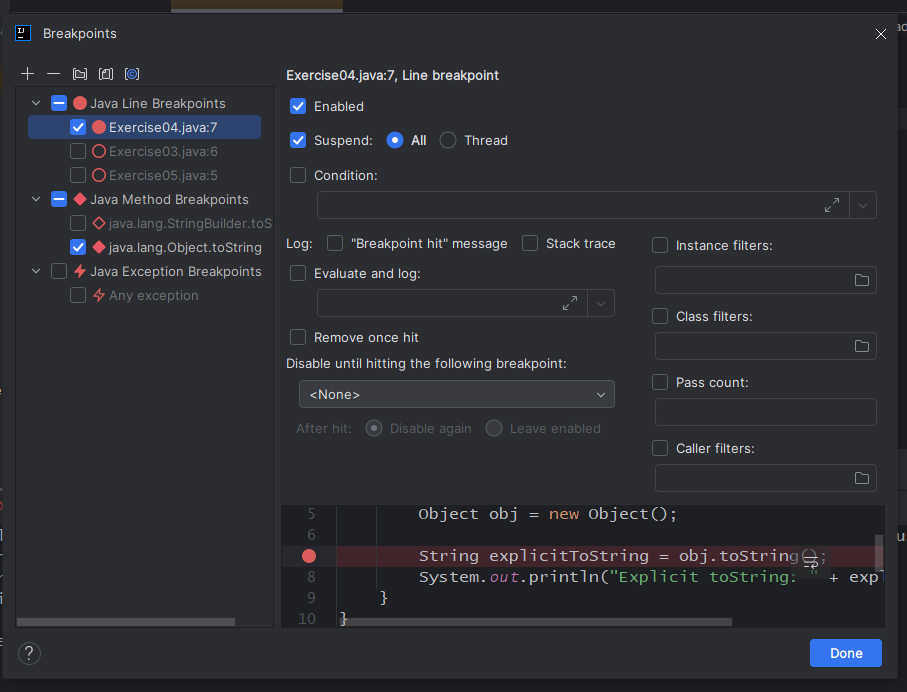 Breakpoints
Java Line Breakpoints
Exercise04.java:7
Exercise03.java:6
Exercise05.java:5
Java Method Breakpoints
java.lang.StringBuilder.toS
java.lang.Object.toString
Java Exception Breakpoints
Any exception
Exercise04.java:7, Line breakpoint
Enabled
Suspend: All Thread
Condition:
Log: "Breakpoint hit" message Stack trace
Evaluate and log:
Remove once hit
Disable until hitting the following breakpoint:
<None>
After hit: Disable again Leave enabled
Instance filters:
Class filters:
Pass count:
Caller filters:
5 Object obj = new Object();
6
String explicitToString = obj.toString();
8 System.out.println("Explicit toString: " + expl
9 }
10 }
? Done